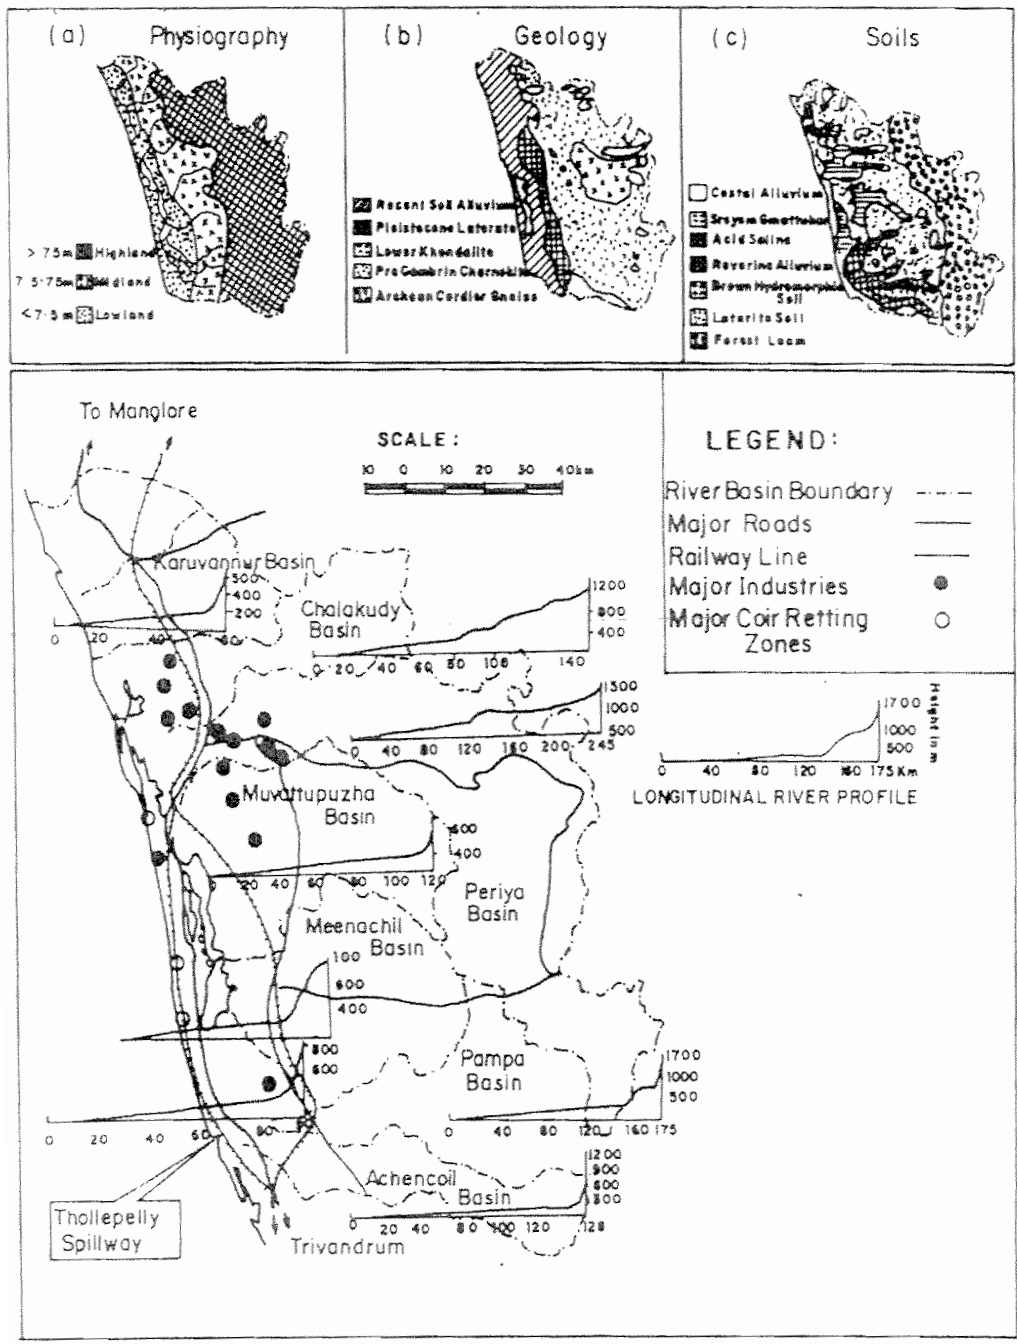 (a) Physiography
> 75m Highland
7.5-75m Midland
<7.5m Lowland
(b) Geology
Recent Soil Alluvium
Pleistocene Laterate
Lower Khondalite
Pre Cambrin Charnokite
Archean Cordier Gneiss
(c) Soils
Costal Alluvium
Acid Saline
Reverine Alluvium
Brown Hydromorphic
Soil
Laterite Soil
Forest Loam
To Manglore
SCALE:
10 0 10 20 30 40km
LEGEND:
River Basin Boundary
Major Roads
Railway Line
Major Industries
Major Coir Retting
Zones
Karuvannur Basin
500
400
200
0 20 40 60
Chalakudy
Basin
1200
800
400
0 20 40 60 80 100 140
1500
1000
500
0 40 80 120 160 200 245
Height in m
1700
1000
500
0 40 80 120 160 175 Km
LONGITUDINAL RIVER PROFILE
Muvattupuzha
Basin
600
400
0 20 40 60 80 100 120
Periya
Basin
Meenachil
Basin
100
600
400
800
600
0 20 40 60 80
Pampa
Basin
1700
1000
500
0 40 80 120 160 175
Achencoil
Basin
1200
900
600
300
0 20 40 60 80 100 120 128
Thollepelly
Spillway
Trivandrum